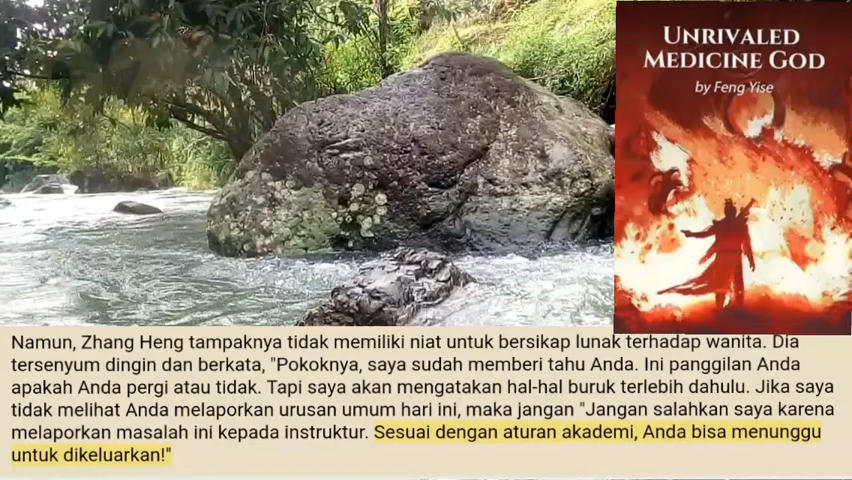 UNRIVALED
MEDICINE GOD
by Feng Yise
Namun, Zhang Heng tampaknya tidak memiliki niat untuk bersikap lunak terhadap wanita. Dia
tersenyum dingin dan berkata, "Pokoknya, saya sudah memberi tahu Anda. Ini panggilan Anda
apakah Anda pergi atau tidak. Tapi saya akan mengatakan hal-hal buruk terlebih dahulu. Jika saya
tidak melihat Anda melaporkan urusan umum hari ini, maka jangan "Jangan salahkan saya karena
melaporkan masalah ini kepada instruktur. Sesuai dengan aturan akademi, Anda bisa menunggu
untuk dikeluarkan!"